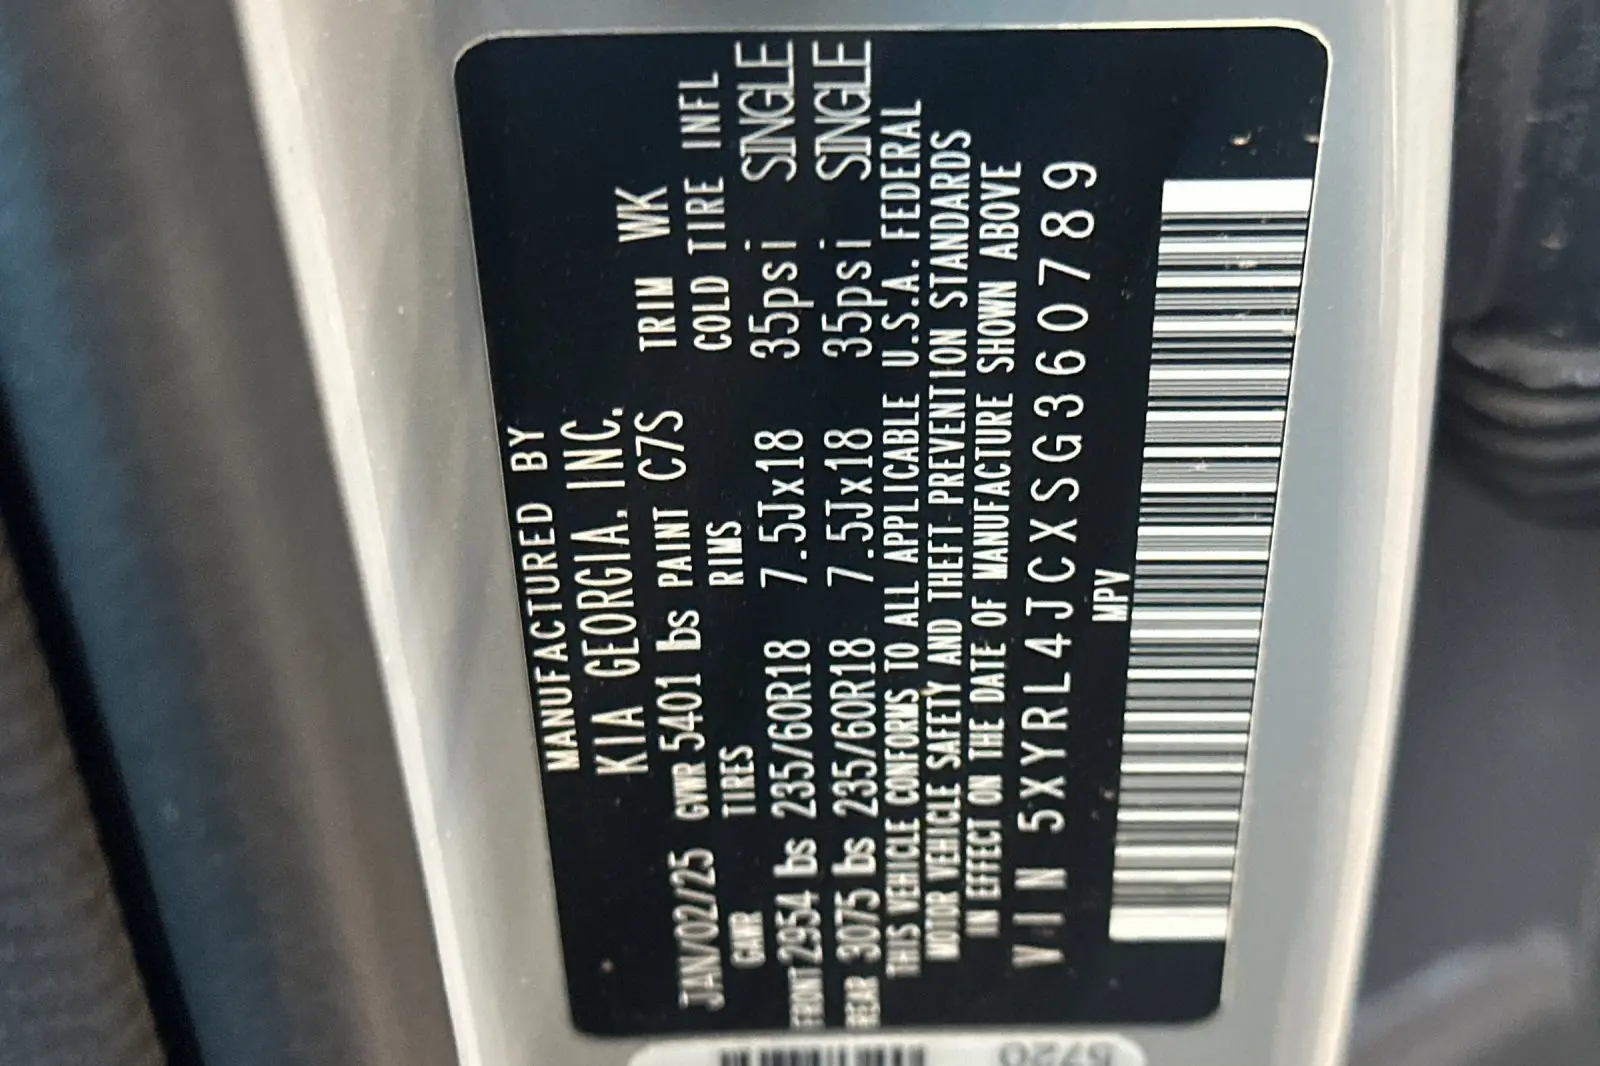 MANUFACTURED BY
KIA GEORGIA, INC.
JAN/02/25 GVWR 5401 lbs PAINT C7S TRIM WK
GAWR TIRES RIMS COLD TIRE INFL
FRONT 2954 lbs 235/60R18 7.5Jx18 35psi SINGLE
REAR 3075 lbs 235/60R18 7.5Jx18 35psi SINGLE
THIS VEHICLE CONFORMS TO ALL APPLICABLE U.S.A. FEDERAL
MOTOR VEHICLE SAFETY AND THEFT PREVENTION STANDARDS
IN EFFECT ON THE DATE OF MANUFACTURE SHOWN ABOVE
VIN 5XYRL4JCXSG360789
MPV